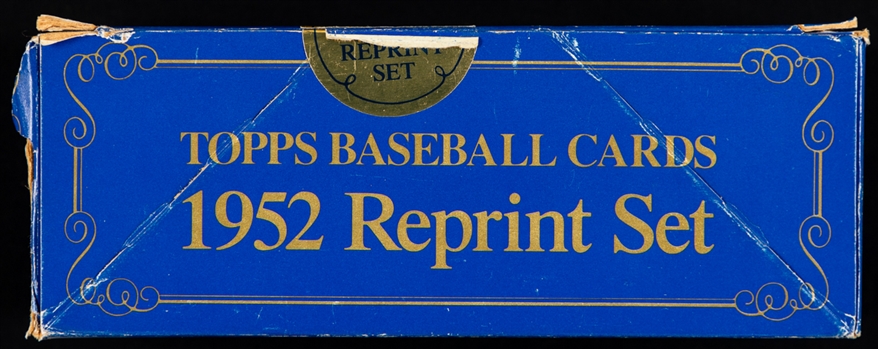 REPRINT
SET
TOPPS BASEBALL CARDS
1952 Reprint Set